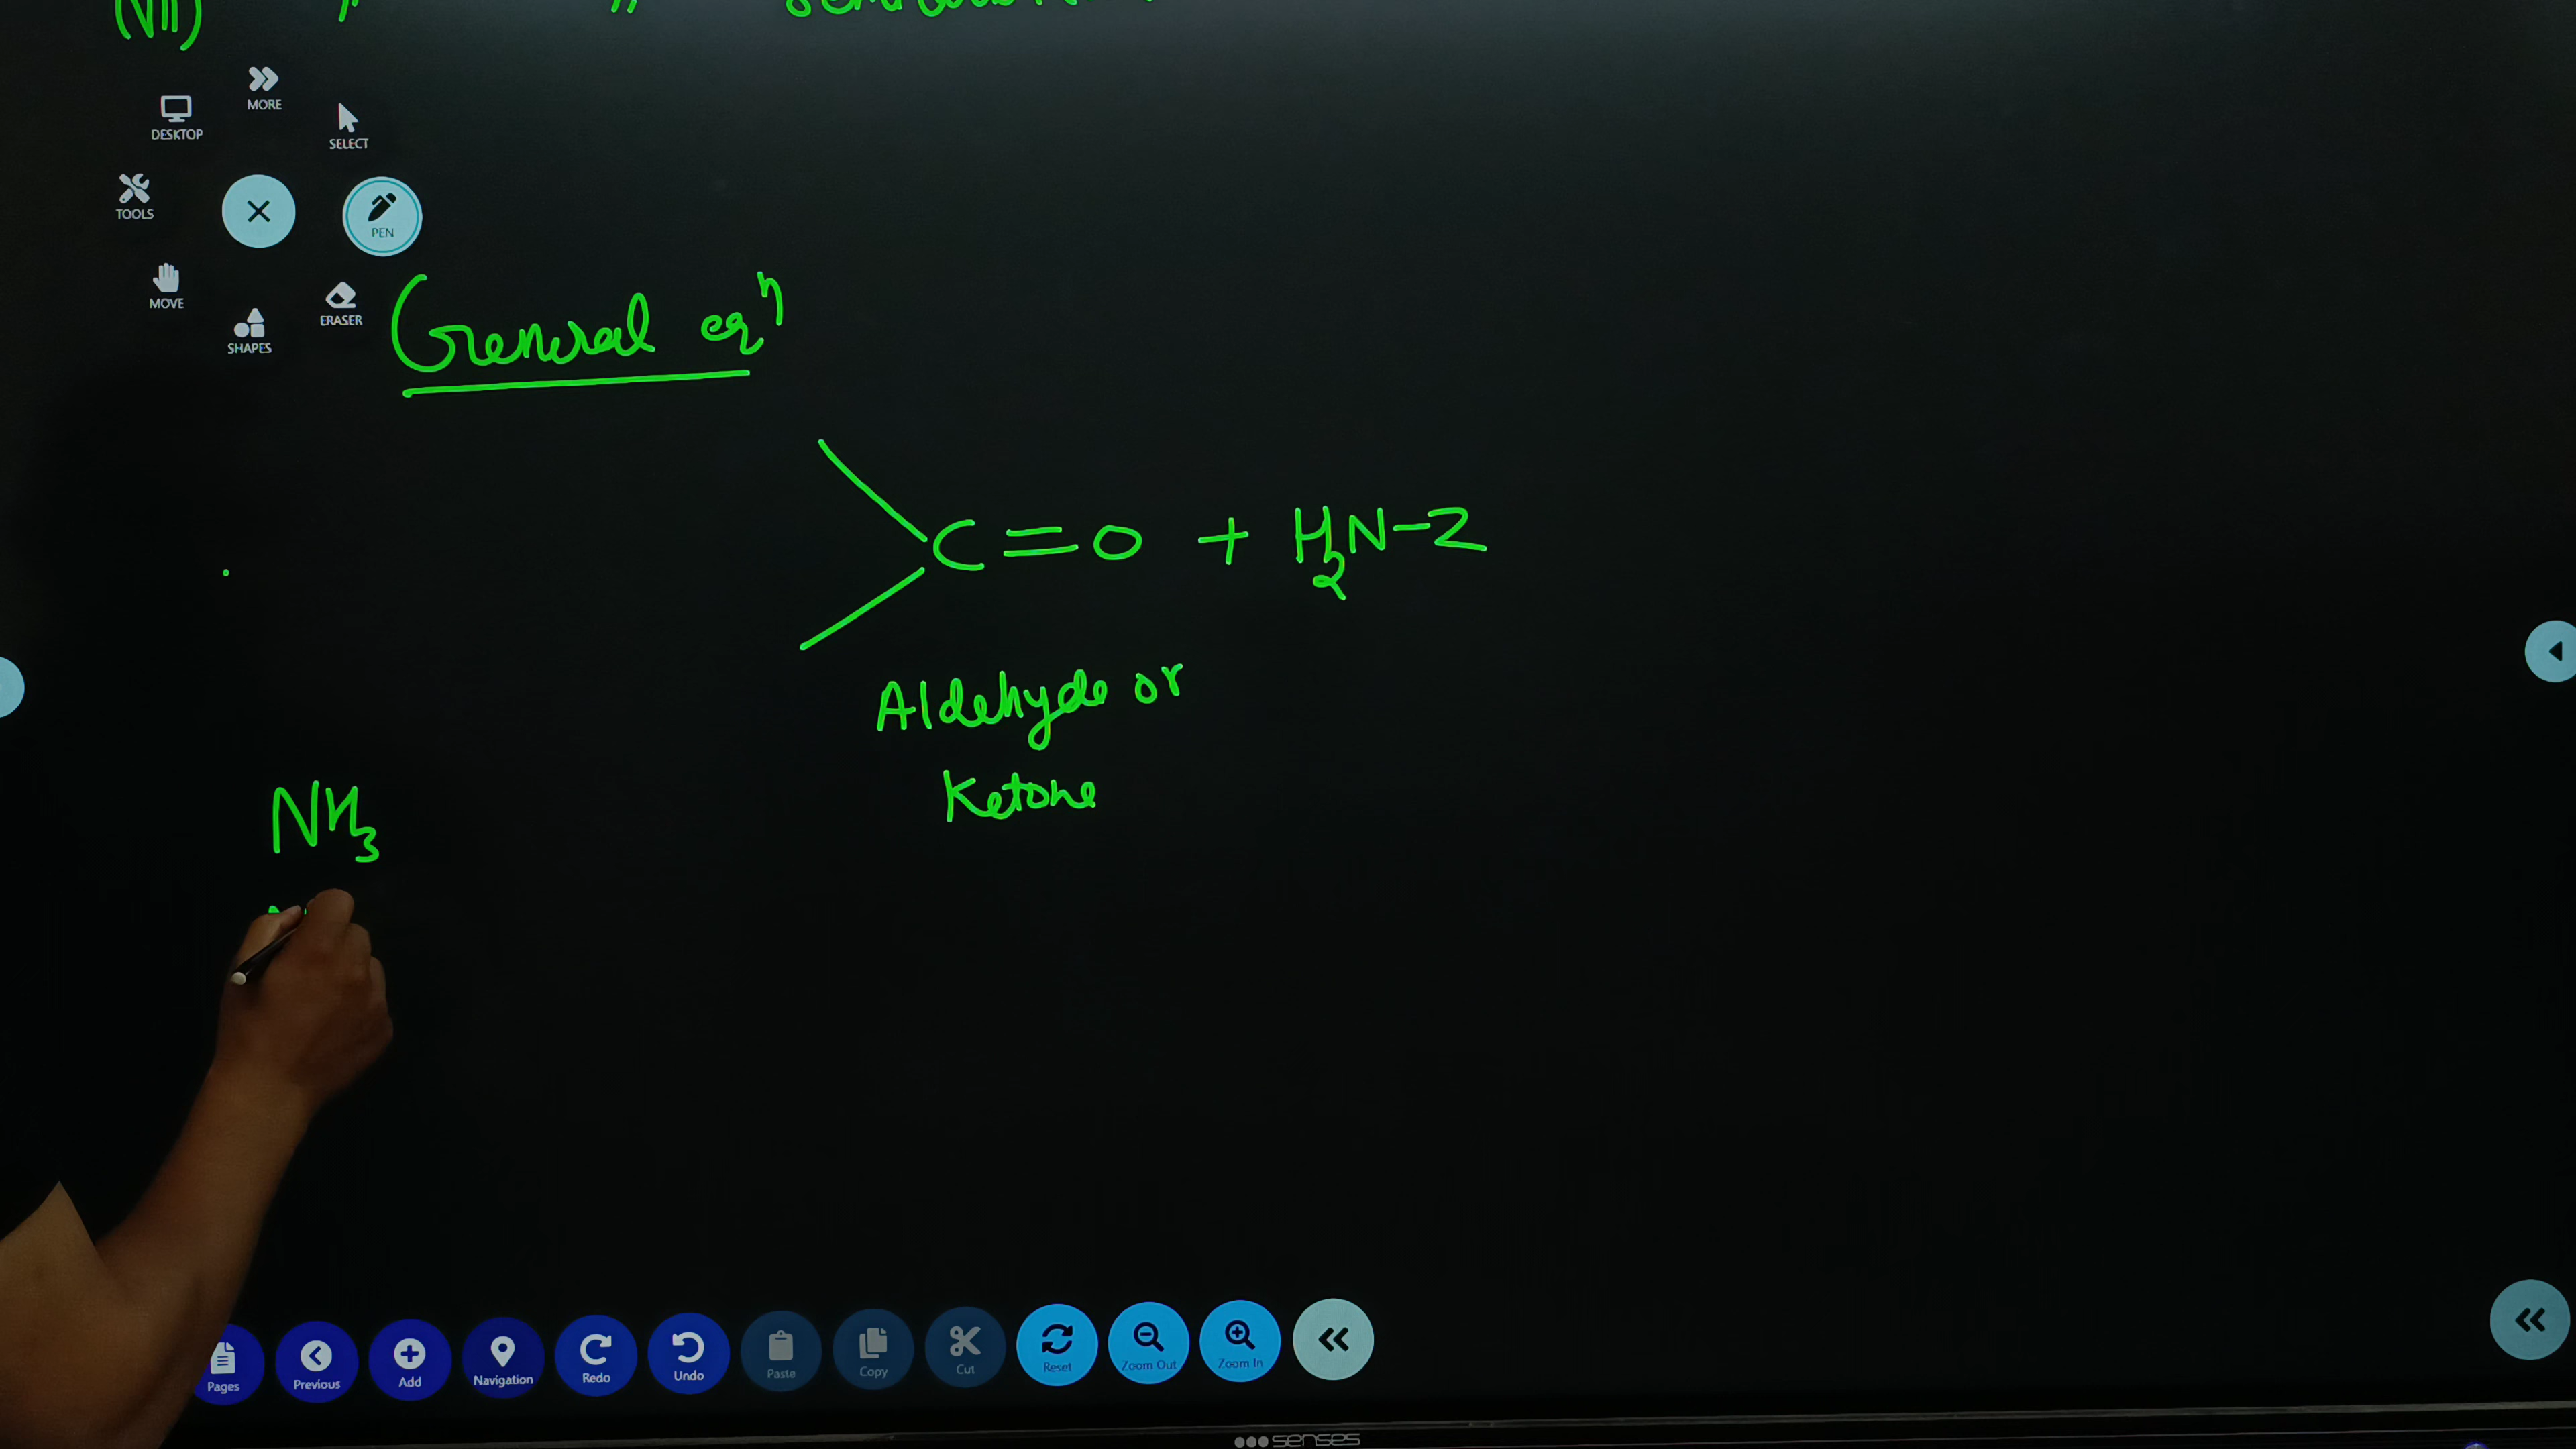 (VII)
MORE
DESKTOP
SELECT
TOOLS
PEN
MOVE
ERASER
SHAPES
General eqⁿ
C=O + H₂N-Z
Aldehyde or
Ketone
NH₃
Pages Previous Add Navigation Redo Undo Paste Copy Cut Reset Zoom Out Zoom In
senses